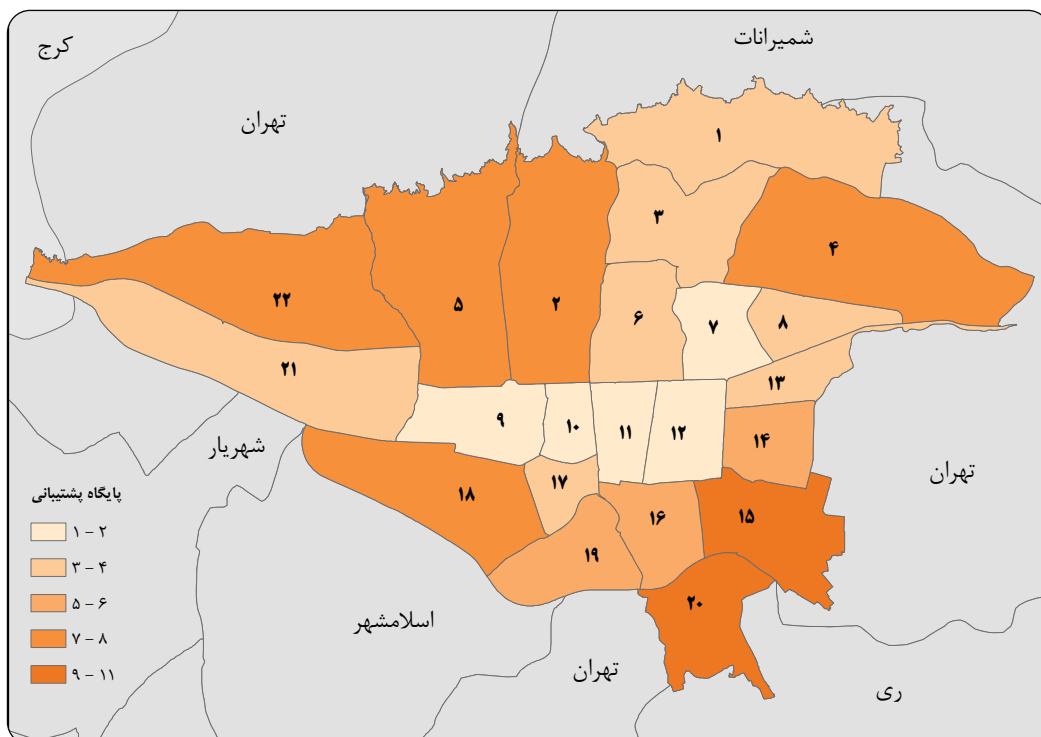 کرج
شمیرانات
تهران
۱
۳
۴
۲۲
۵
۲
۶
۷
۸
۲۱
۱۳
۹
۱۰
۱۱
۱۲
۱۴
شهریار
تهران
۱۸
۱۷
۱۶
۱۵
۱۹
۲۰
اسلامشهر
تهران
ری
پایگاه پشتیبانی
۱ – ۲
۳ – ۴
۵ – ۶
۷ – ۸
۹ – ۱۱